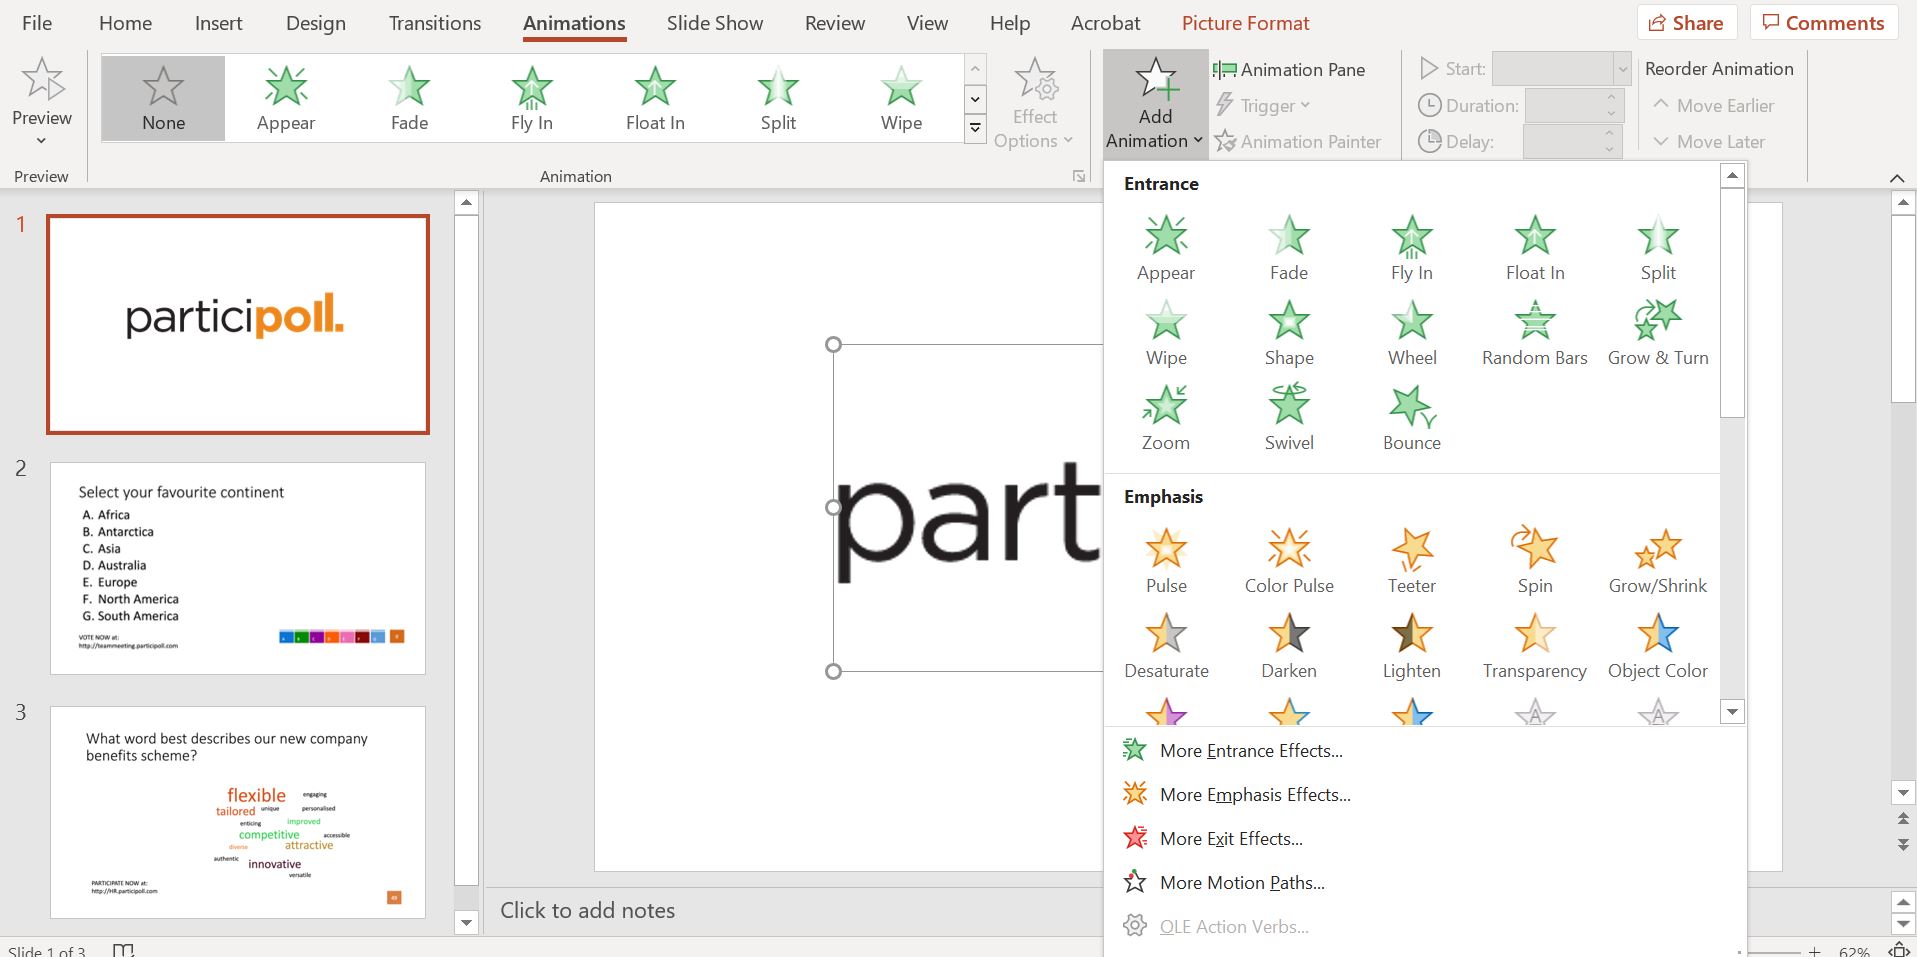 File Home Insert Design Transitions Animations Slide Show Review View Help Acrobat Picture Format Share Comments
Preview
Preview
None Appear Fade Fly In Float In Split Wipe
Animation
Effect
Options
Add
Animation
Animation Pane
Trigger
Animation Painter
Start:
Duration:
Delay:
Reorder Animation
Move Earlier
Move Later
1
participoll.
2
Select your favourite continent
A. Africa
B. Antarctica
C. Asia
D. Australia
E. Europe
F. North America
G. South America
VOTE NOW at:
http://teammeeting.participoll.com
3
What word best describes our new company
benefits scheme?
flexible engaging
tailored unique personalised
enticing improved
competitive accessible
diverse attractive
authentic innovative
versatile
PARTICIPATE NOW at:
http://HR.participoll.com
part
Click to add notes
Entrance
Appear Fade Fly In Float In Split
Wipe Shape Wheel Random Bars Grow & Turn
Zoom Swivel Bounce
Emphasis
Pulse Color Pulse Teeter Spin Grow/Shrink
Desaturate Darken Lighten Transparency Object Color
A A
More Entrance Effects...
More Emphasis Effects...
More Exit Effects...
More Motion Paths...
OLE Action Verbs...
Slide 1 of 3
62%